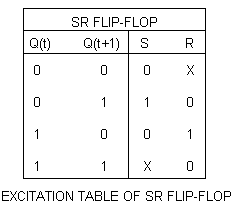 SR FLIP-FLOP
Q(t) Q(t+1) S R
0 0 0 X
0 1 1 0
1 0 0 1
1 1 X 0
EXCITATION TABLE OF SR FLIP-FLOP